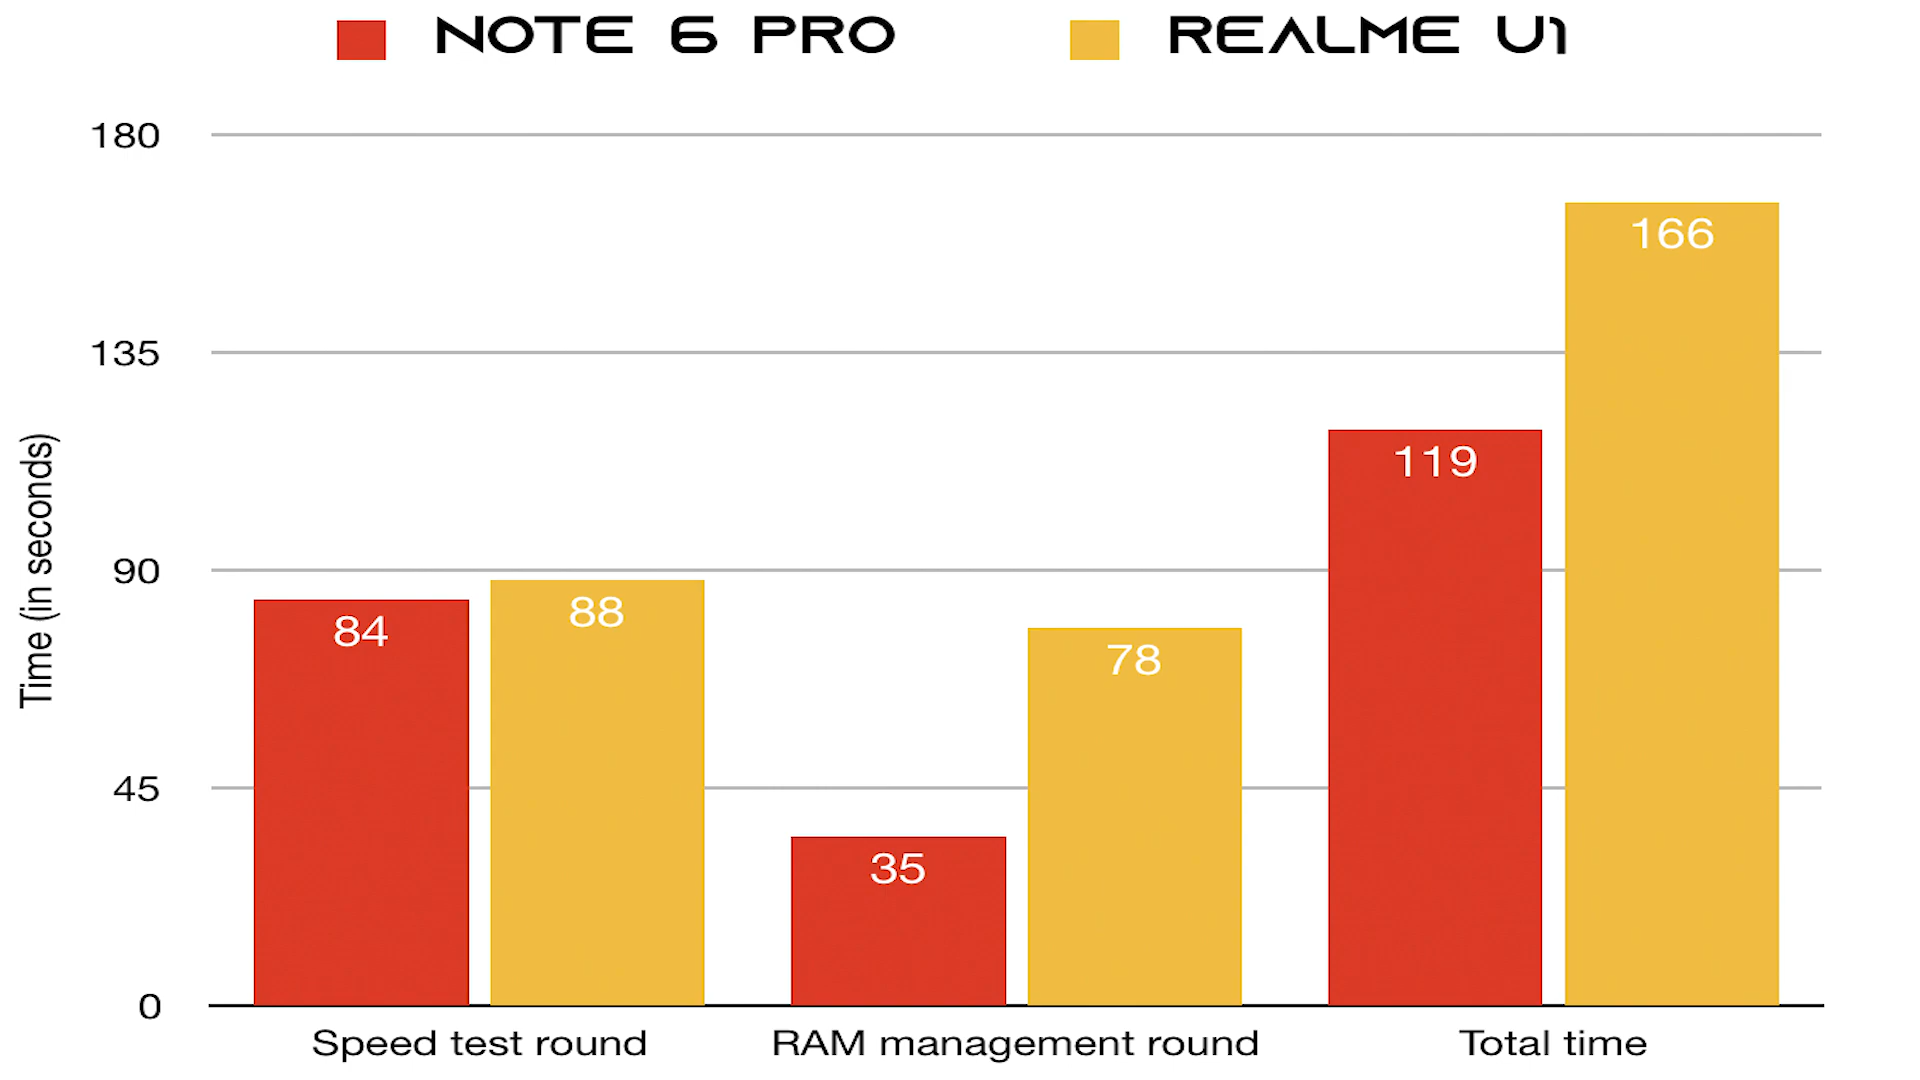 NOTE 6 PRO
REALME U1
180
135
90
45
0
Time (in seconds)
84
88
35
78
119
166
Speed test round
RAM management round
Total time